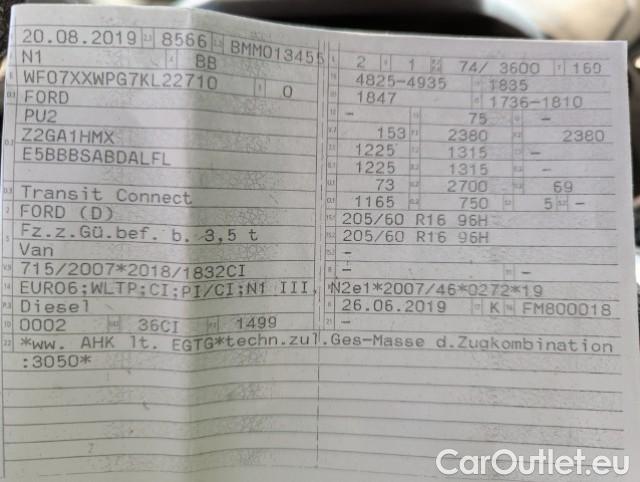 20.08.2019 8566 BMM013455
N1 BB
WF07XXWPG7KL22710 0
FORD
PU2
Z2GA1HMX
E5BBBSABDALFL
Transit Connect
FORD (D)
Fz.z.Gü.bef. b. 3,5 t
Van
715/2007*2018/1832CI
EURO6;WLTP;CI;PI/CI;N1 III,
Diesel
0002 36CI 1499
2 1 74/ 3600 160
4825-4935 1835
1847 1736-1810
- 75 -
153 2380 2380
1225 1315 -
1225 1315 -
73 2700 69
1165 750 5 -
205/60 R16 96H
205/60 R16 96H
-
- -
N2 e1*2007/46*0272*19
26.06.2019 K FM800018
-
*ww. AHK lt. EGTG*techn.zul.Ges-Masse d.Zugkombination
:3050*
CarOutlet.eu